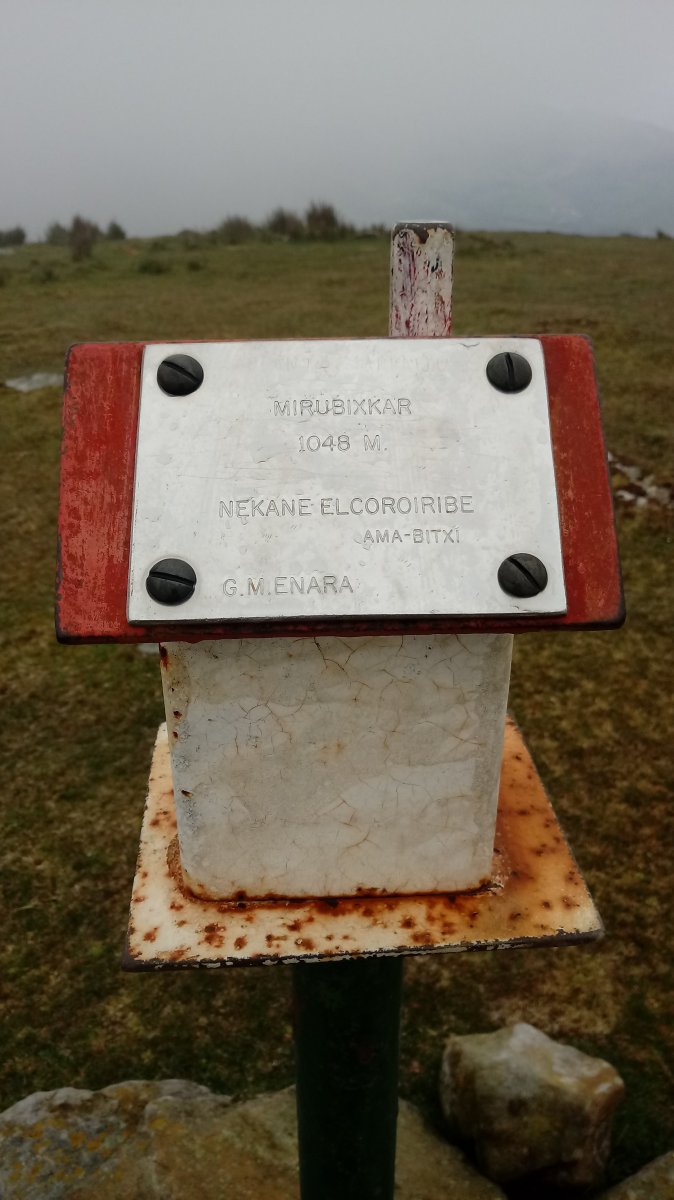 MIRUBIXKAR
1048 M.
NEKANE ELCOROIRIBE
AMA-BITXI
G.M.ENARA